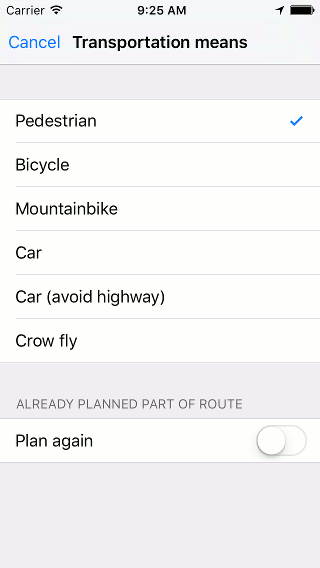 Carrier 9:25 AM
Cancel Transportation means
Pedestrian
Bicycle
Mountainbike
Car
Car (avoid highway)
Crow fly
ALREADY PLANNED PART OF ROUTE
Plan again